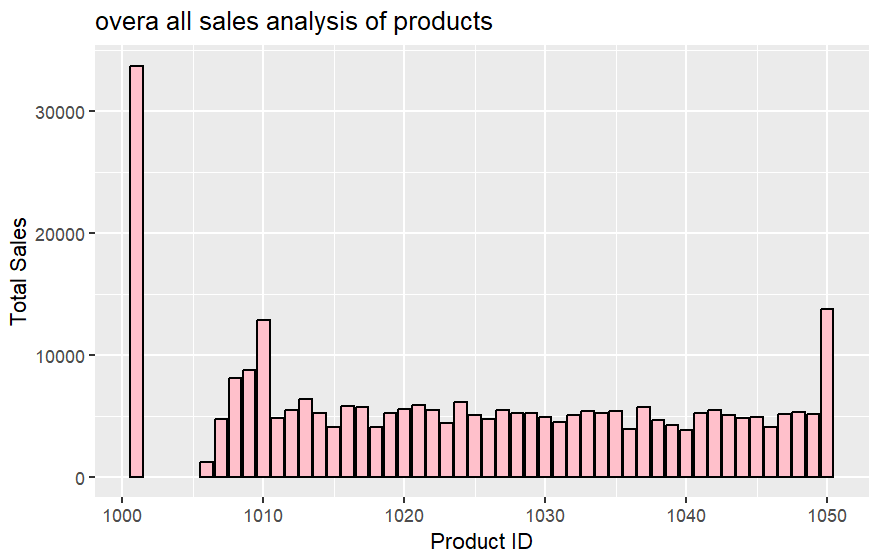 overa all sales analysis of products
Total Sales
30000
20000
10000
0
1000 1010 1020 1030 1040 1050
Product ID